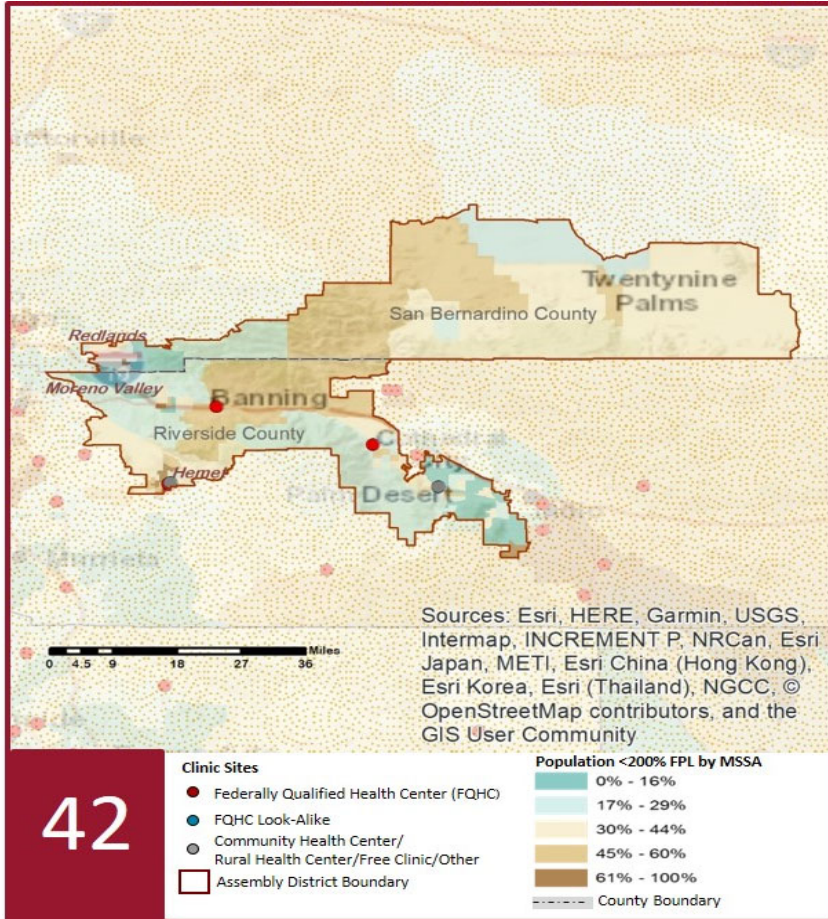 Redlands
Moreno Valley
San Bernardino County
Twentynine
Palms
Banning
Riverside County
Hemet
Cathedral
City
Palm Desert
Murrieta
Sources: Esri, HERE, Garmin, USGS,
Intermap, INCREMENT P, NRCan, Esri
Japan, METI, Esri China (Hong Kong),
Esri Korea, Esri (Thailand), NGCC, ©
OpenStreetMap contributors, and the
GIS User Community
Miles
0 4.5 9 18 27 36
42
Clinic Sites
Federally Qualified Health Center (FQHC)
FQHC Look-Alike
Community Health Center/
Rural Health Center/Free Clinic/Other
Assembly District Boundary
Population <200% FPL by MSSA
0% - 16%
17% - 29%
30% - 44%
45% - 60%
61% - 100%
County Boundary